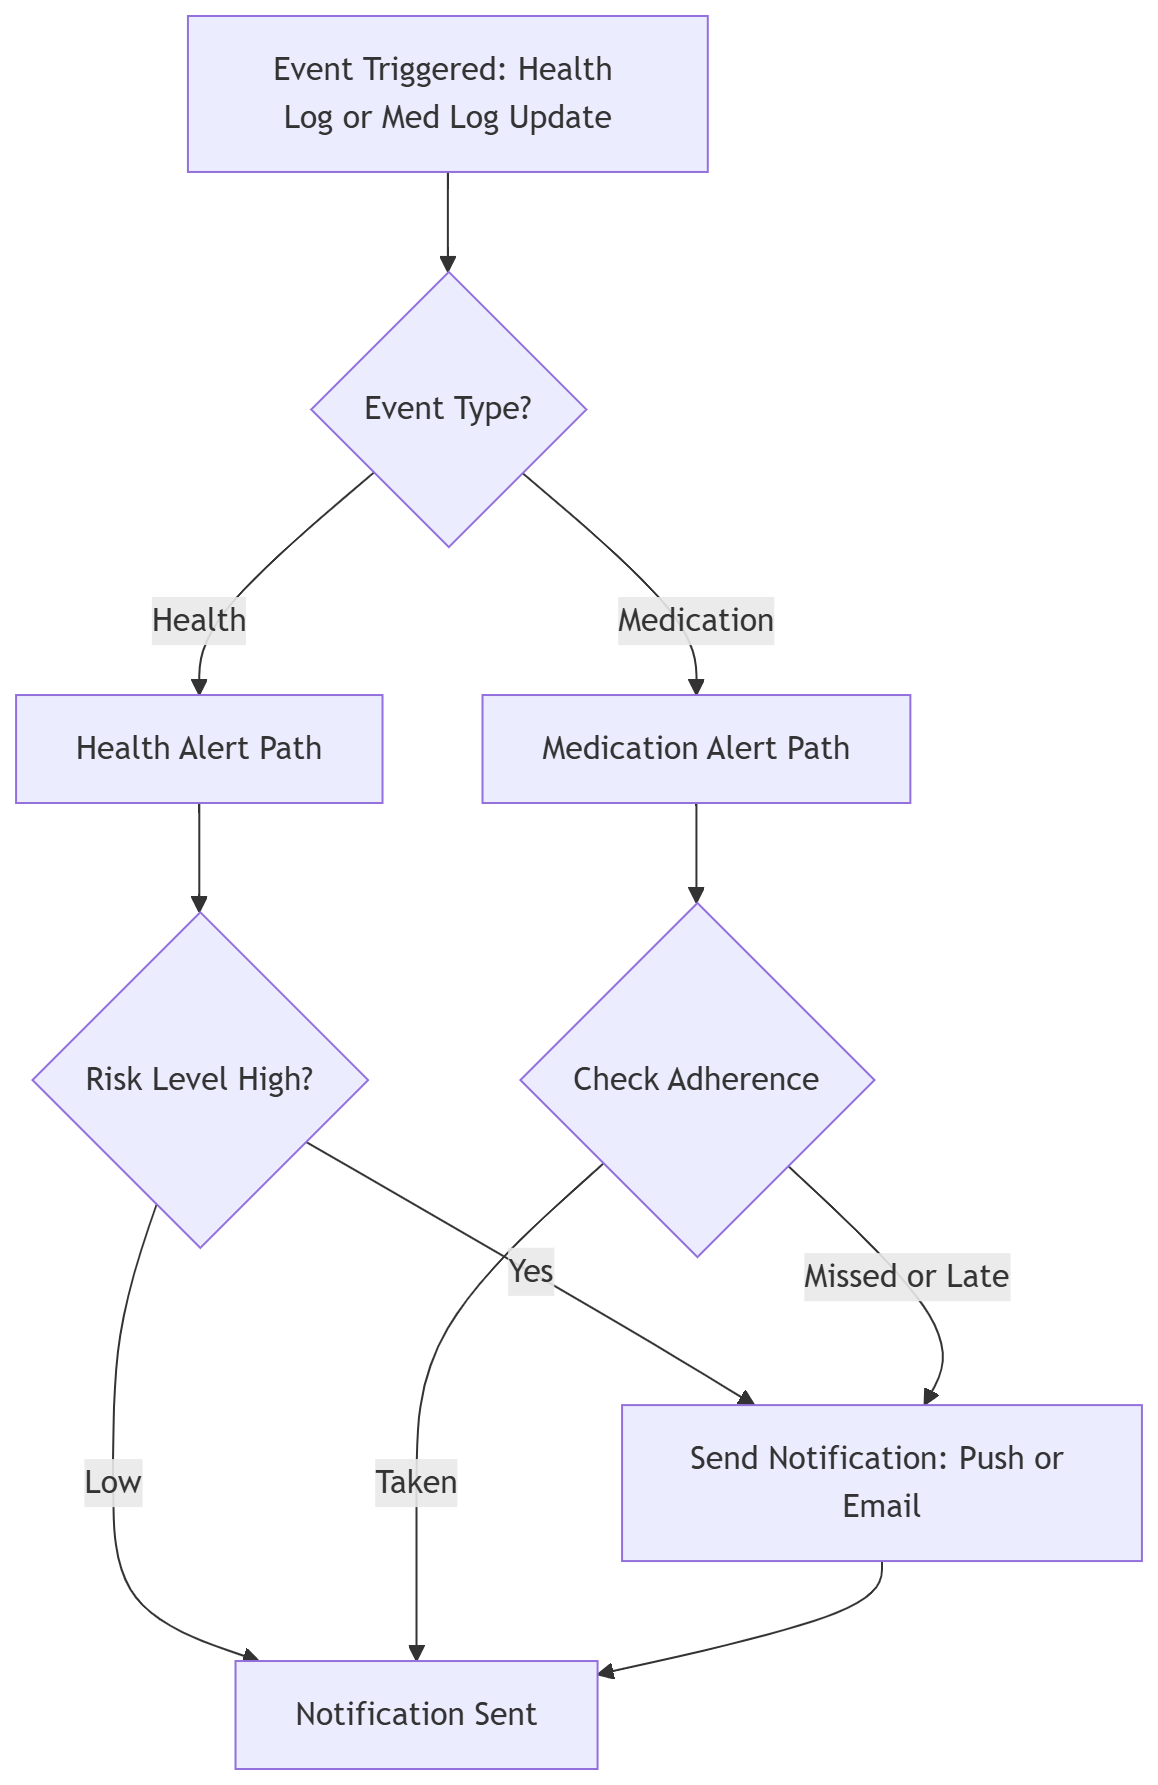 Event Triggered: Health
Log or Med Log Update
Event Type?
Health
Medication
Health Alert Path
Medication Alert Path
Risk Level High?
Check Adherence
Yes
Missed or Late
Low
Taken
Send Notification: Push or
Email
Notification Sent